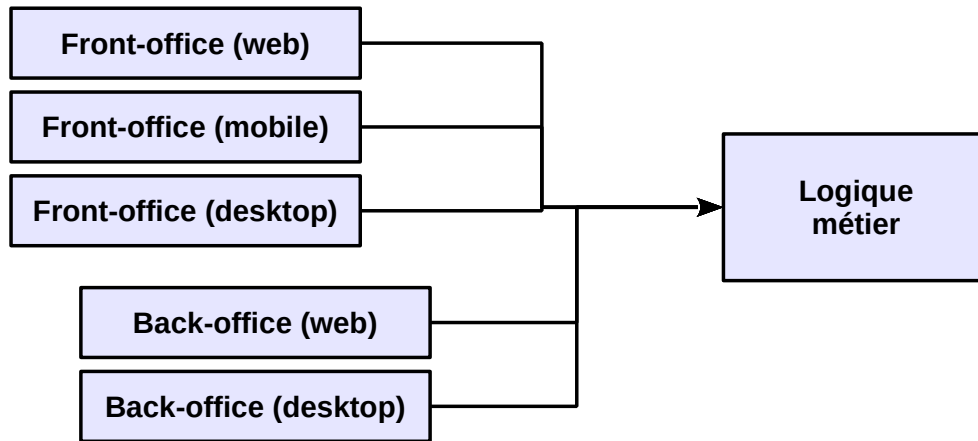 Front-office (web)
Front-office (mobile)
Front-office (desktop)
Logique
métier
Back-office (web)
Back-office (desktop)